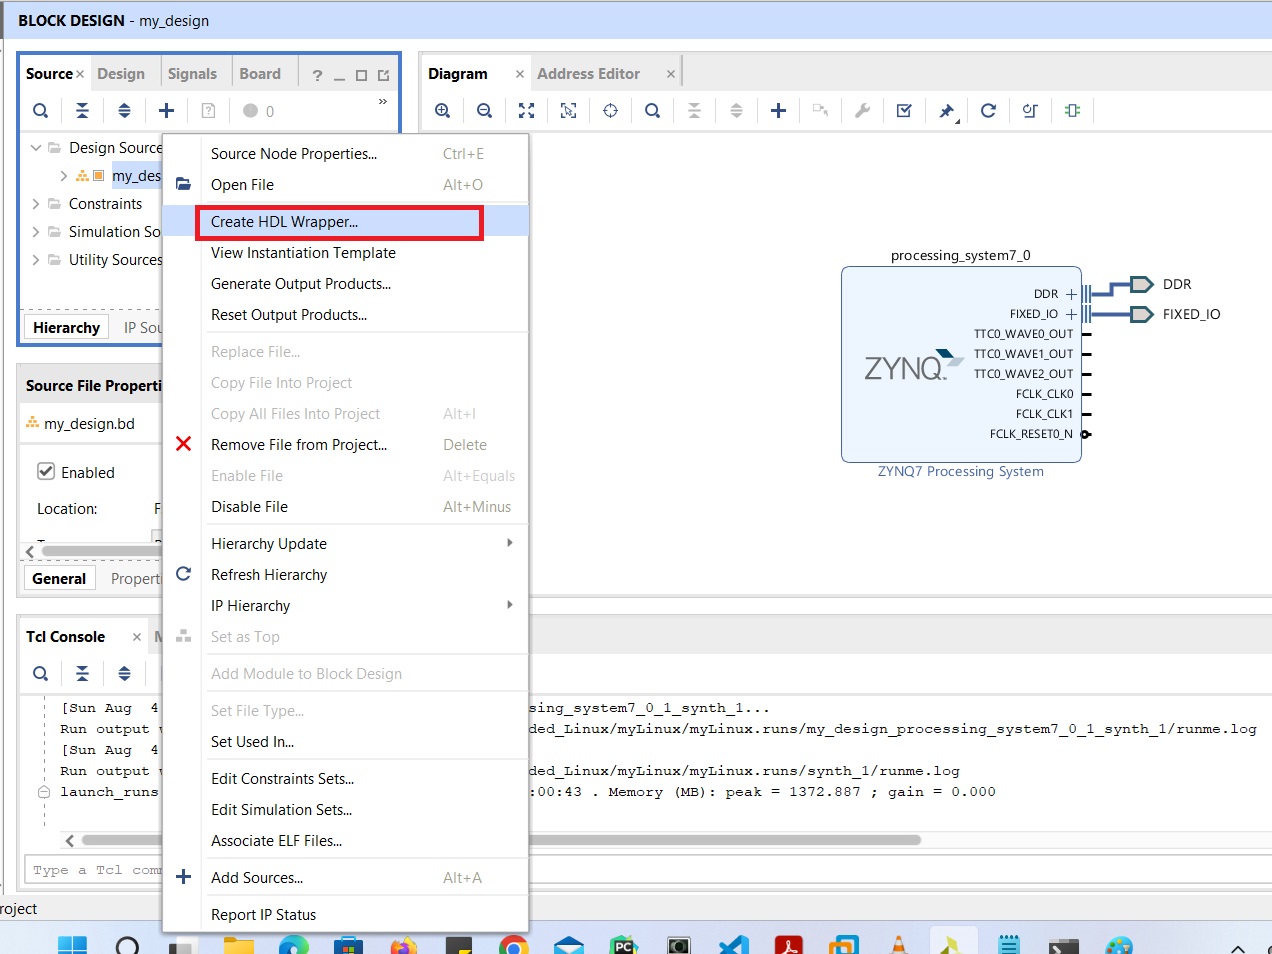 BLOCK DESIGN - my_design
Source Design Signals Board
0
Diagram Address Editor
Design Source
my_des
Constraints
Simulation So
Utility Sources
Hierarchy IP Sou
Source File Properti
my_design.bd
Enabled
Location: F
General Properti
Source Node Properties... Ctrl+E
Open File Alt+O
Create HDL Wrapper...
View Instantiation Template
Generate Output Products...
Reset Output Products...
Replace File...
Copy File Into Project
Copy All Files Into Project Alt+I
Remove File from Project... Delete
Enable File Alt+Equals
Disable File Alt+Minus
Hierarchy Update
Refresh Hierarchy
IP Hierarchy
Set as Top
Add Module to Block Design
Set File Type...
Set Used In...
Edit Constraints Sets...
Edit Simulation Sets...
Associate ELF Files...
Add Sources... Alt+A
Report IP Status
processing_system7_0
DDR
FIXED_IO
TTC0_WAVE0_OUT
TTC0_WAVE1_OUT
TTC0_WAVE2_OUT
FCLK_CLK0
FCLK_CLK1
FCLK_RESET0_N
ZYNQ
DDR
FIXED_IO
ZYNQ7 Processing System
Tcl Console
[Sun Aug 4 sing_system7_0_1_synth_1...
Run output ded_Linux/myLinux/myLinux.runs/my_design_processing_system7_0_1_synth_1/runme.log
[Sun Aug 4
Run output ded_Linux/myLinux/myLinux.runs/synth_1/runme.log
launch_runs :00:43 . Memory (MB): peak = 1372.887 ; gain = 0.000
Type a Tcl com
roject
PC